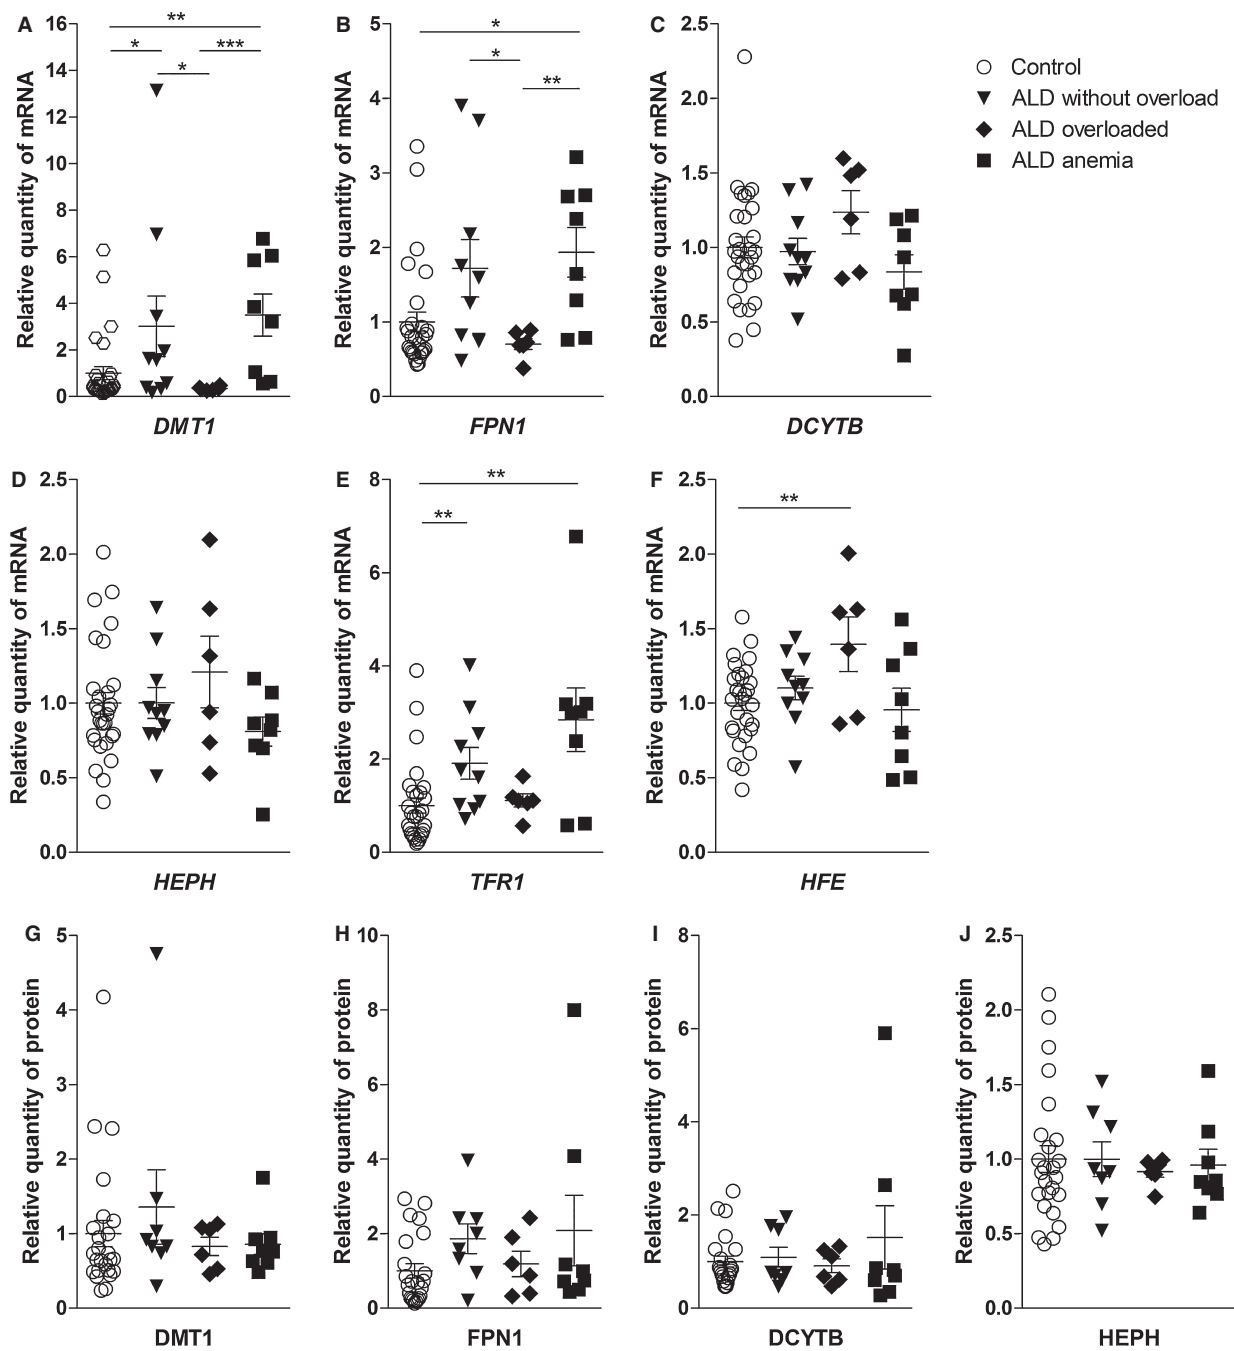 A
Relative quantity of mRNA
16
14
12
10
8
6
4
2
0
**
*
***
*
DMT1
B
Relative quantity of mRNA
5
4
3
2
1
0
*
*
**
FPN1
C
Relative quantity of mRNA
2.5
2.0
1.5
1.0
0.5
0.0
DCYTB
Control
ALD without overload
ALD overloaded
ALD anemia
D
Relative quantity of mRNA
2.5
2.0
1.5
1.0
0.5
0.0
HEPH
E
Relative quantity of mRNA
8
6
4
2
0
**
**
TFR1
F
Relative quantity of mRNA
2.5
2.0
1.5
1.0
0.5
0.0
**
HFE
G
Relative quantity of protein
5
4
3
2
1
0
DMT1
H
Relative quantity of protein
10
8
6
4
2
0
FPN1
I
Relative quantity of protein
8
6
4
2
0
DCYTB
J
Relative quantity of protein
2.5
2.0
1.5
1.0
0.5
0.0
HEPH